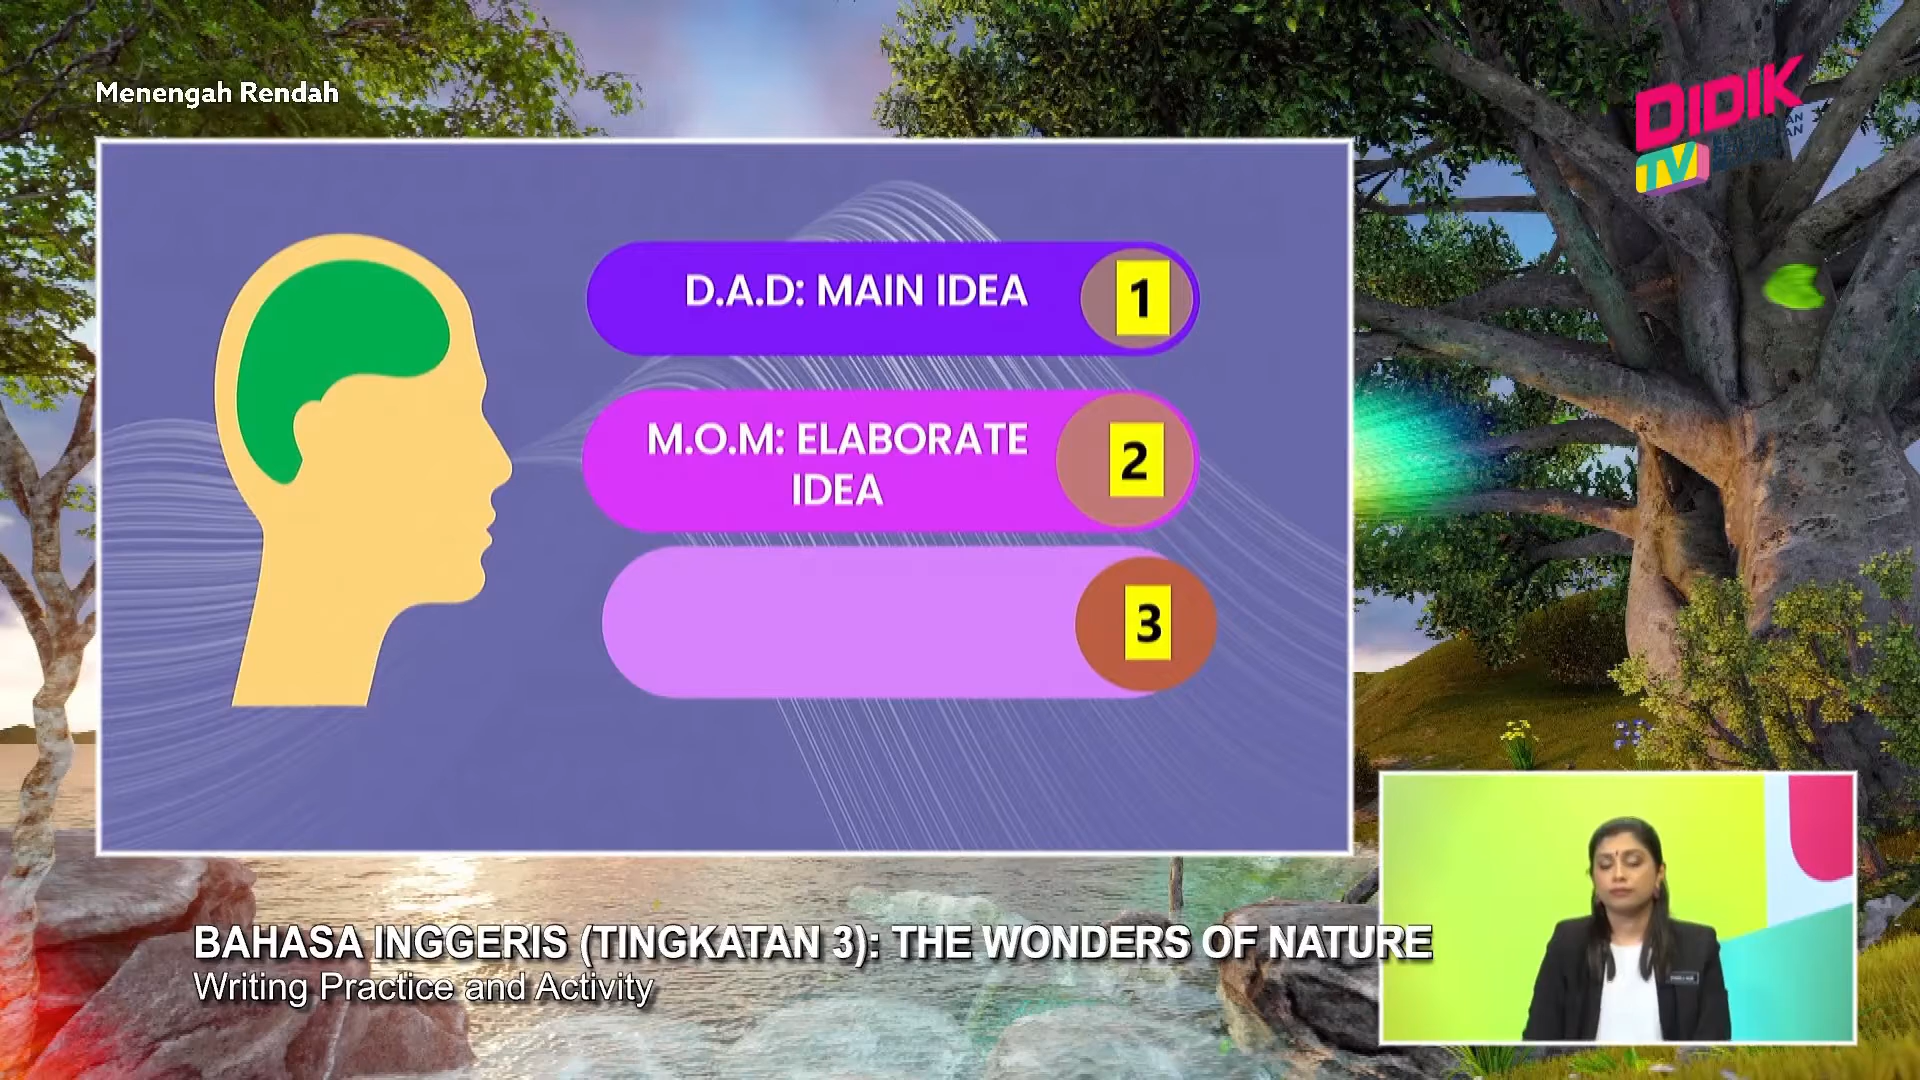 Menengah Rendah
DIDIK
TV
D.A.D: MAIN IDEA
1
M.O.M: ELABORATE
IDEA
2
3
BAHASA INGGERIS (TINGKATAN 3): THE WONDERS OF NATURE
Writing Practice and Activity